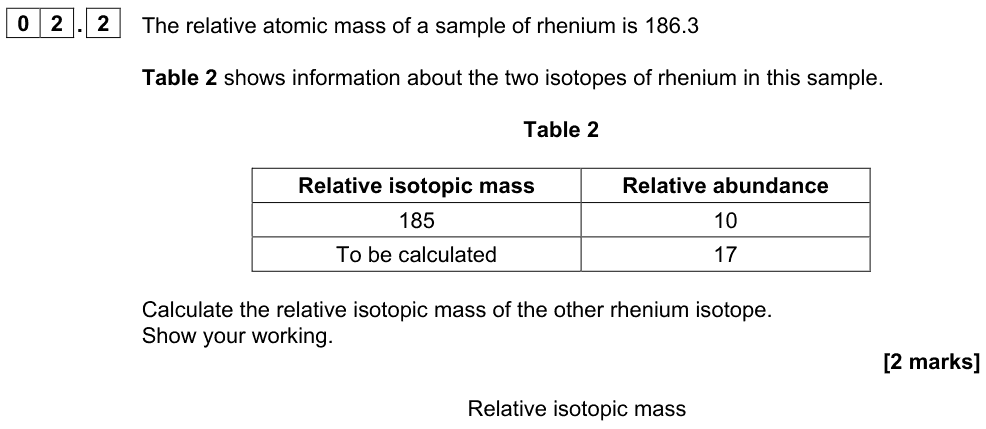 0 2 . 2 The relative atomic mass of a sample of rhenium is 186.3
Table 2 shows information about the two isotopes of rhenium in this sample.
Table 2
Relative isotopic mass Relative abundance
185 10
To be calculated 17
Calculate the relative isotopic mass of the other rhenium isotope.
Show your working.
[2 marks]
Relative isotopic mass